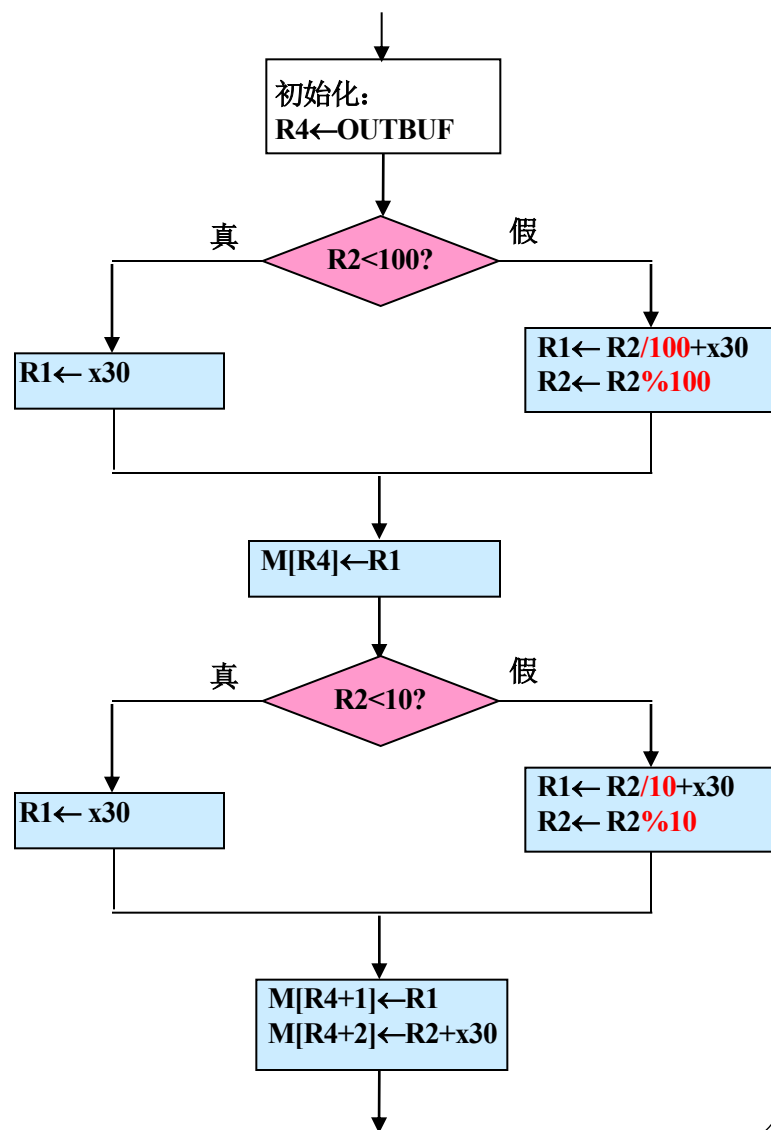 初始化：
R4←OUTBUF
真
假
R2<100?
R1← x30
R1← R2/100+x30
R2← R2%100
M[R4]←R1
真
假
R2<10?
R1← x30
R1← R2/10+x30
R2← R2%10
M[R4+1]←R1
M[R4+2]←R2+x30